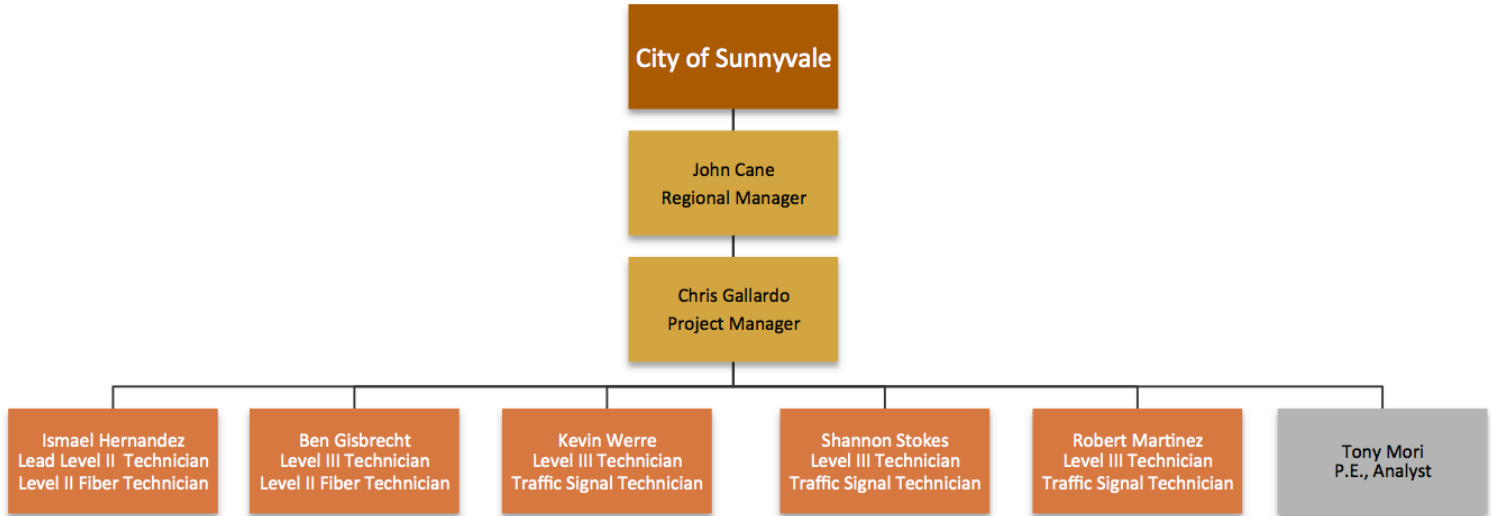 City of Sunnyvale
John Cane
Regional Manager
Chris Gallardo
Project Manager
Ismael Hernandez
Lead Level II Technician
Level II Fiber Technician
Ben Gisbrecht
Level III Technician
Level II Fiber Technician
Kevin Werre
Level III Technician
Traffic Signal Technician
Shannon Stokes
Level III Technician
Traffic Signal Technician
Robert Martinez
Level III Technician
Traffic Signal Technician
Tony Mori
P.E., Analyst